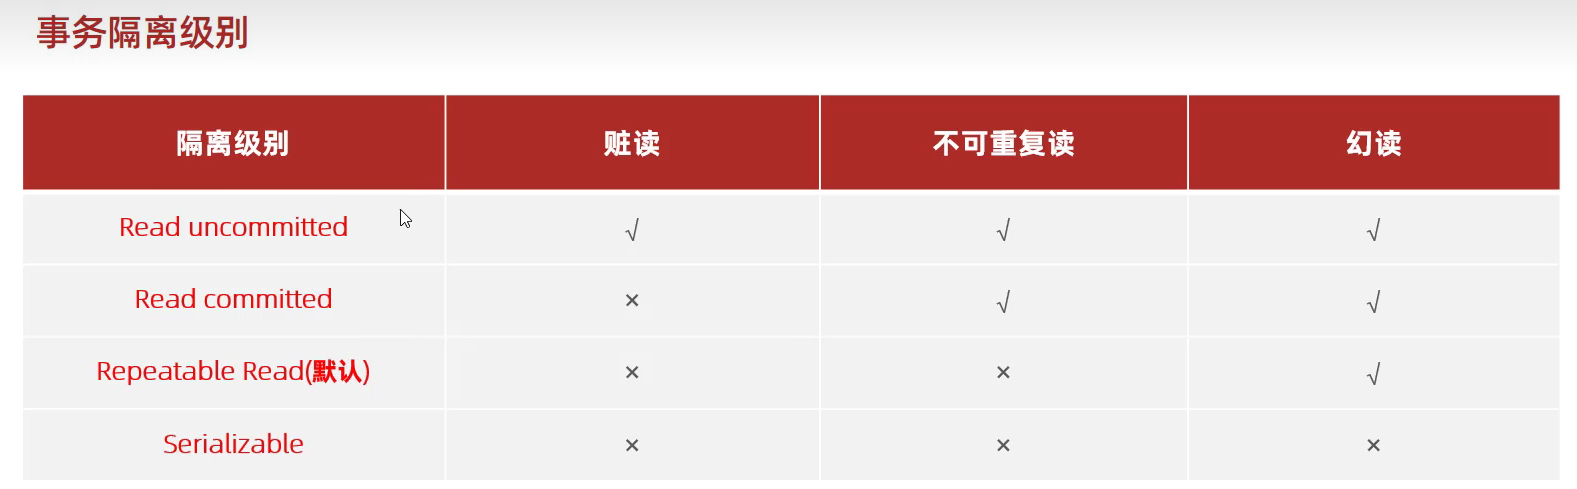 事务隔离级别
隔离级别 脏读 不可重复读 幻读
Read uncommitted √ √ √
Read committed × √ √
Repeatable Read(默认) × × √
Serializable × × ×